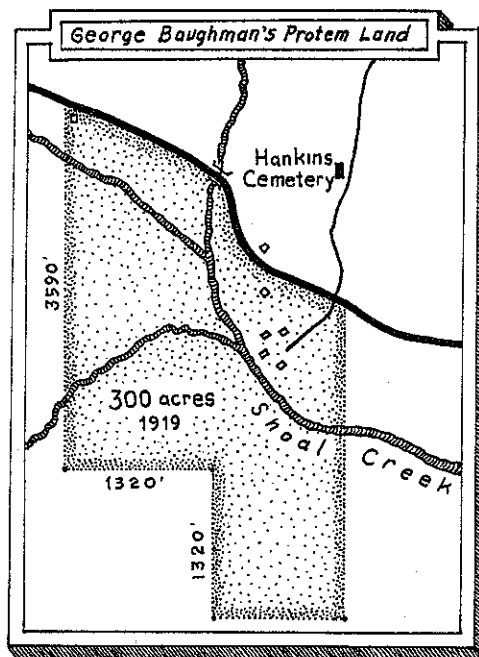 George Baughman's Protem Land
Hankins
Cemetery
3590'
300 acres
1919
Shoal Creek
1320'
1320'